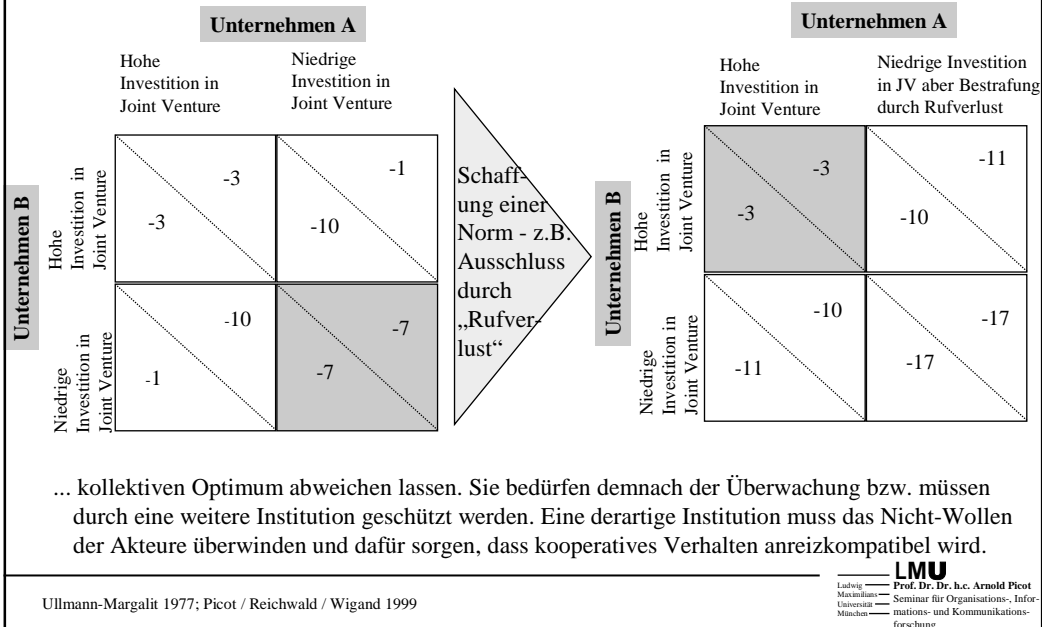 Unternehmen A
Hohe
Investition in
Joint Venture
Niedrige
Investition in
Joint Venture
Unternehmen B
Hohe
Investition in
Joint Venture
-3
-3
-1
-10
Niedrige
Investition in
Joint Venture
-10
-1
-7
-7
Schaff-
ung einer
Norm - z.B.
Ausschluss
durch
„Rufver-
lust“
Unternehmen A
Hohe
Investition in
Joint Venture
Niedrige Investition
in JV aber Bestrafung
durch Rufverlust
Unternehmen B
Hohe
Investition in
Joint Venture
-3
-3
-11
-10
Niedrige
Investition in
Joint Venture
-10
-11
-17
-17
... kollektiven Optimum abweichen lassen. Sie bedürfen demnach der Überwachung bzw. müssen
durch eine weitere Institution geschützt werden. Eine derartige Institution muss das Nicht-Wollen
der Akteure überwinden und dafür sorgen, dass kooperatives Verhalten anreizkompatibel wird.
Ullmann-Margalit 1977; Picot / Reichwald / Wigand 1999
LMU
Ludwig
Maximilians
Universität
München
Prof. Dr. Dr. h.c. Arnold Picot
Seminar für Organisations-, Infor-
mations- und Kommunikations-
forschung